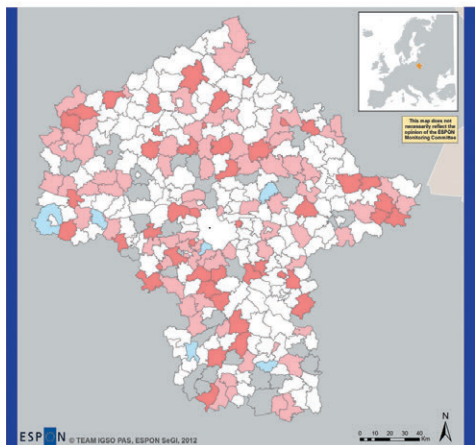 This map does not
necessarily reflect the
opinion of the ESPON
Monitoring Committee
ESPON © TEAM IGSO PAS, ESPON SeGI, 2012
0 5 10 20 30 40
Km
N